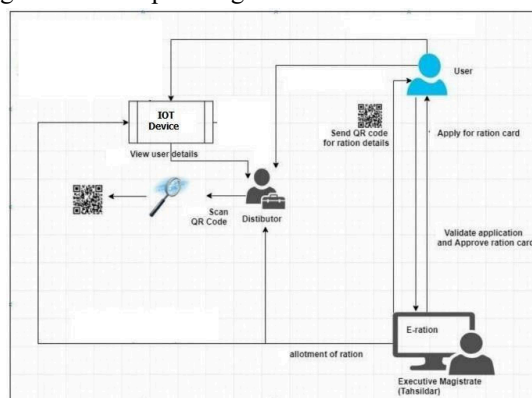 User
IOT
Device
Send QR code
for ration details
Apply for ration card
View user details
Scan
QR Code
Distibutor
Validate application
and Approve ration card
E-ration
allotment of ration
Executive Magistrate
(Tahsildar)